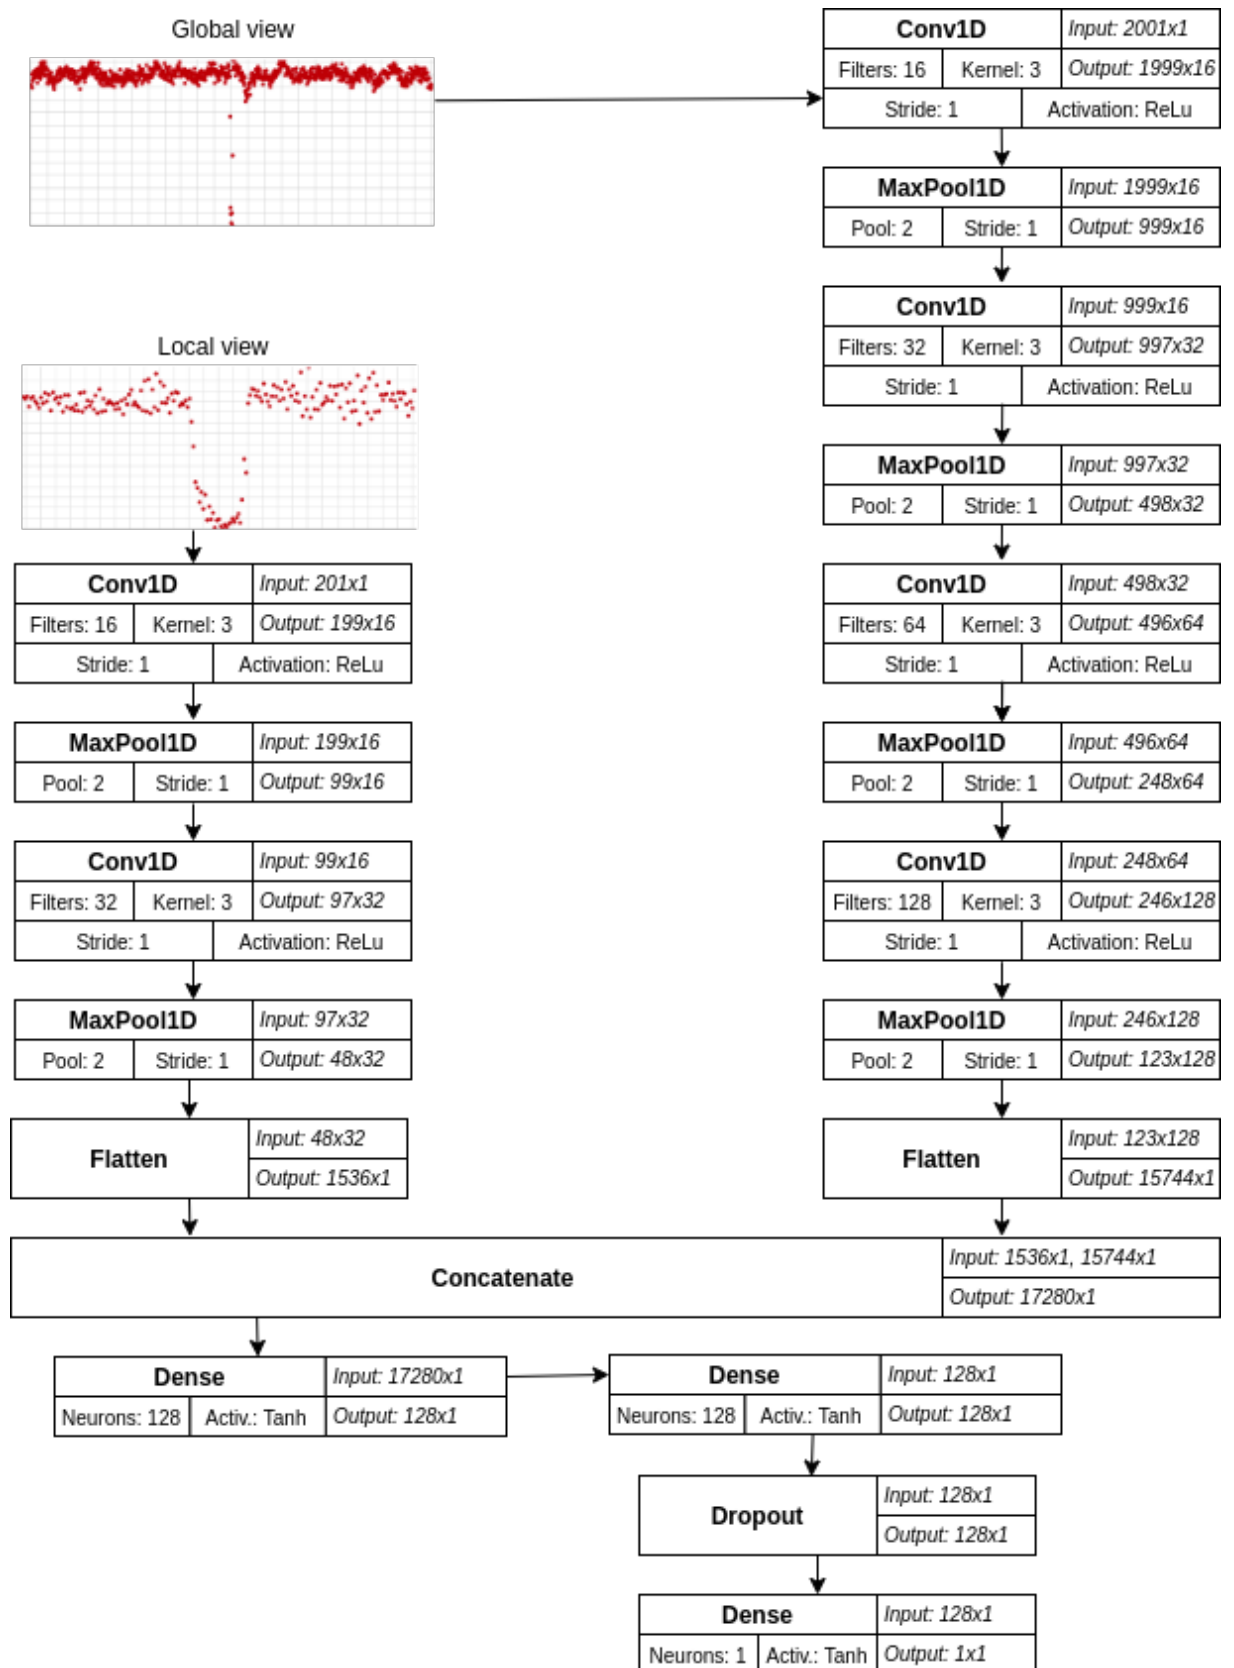 Global view
Conv1D
Input: 2001x1
Filters: 16
Kernel: 3
Output: 1999x16
Stride: 1
Activation: ReLu
MaxPool1D
Input: 1999x16
Pool: 2
Stride: 1
Output: 999x16
Conv1D
Input: 999x16
Filters: 32
Kernel: 3
Output: 997x32
Stride: 1
Activation: ReLu
MaxPool1D
Input: 997x32
Pool: 2
Stride: 1
Output: 498x32
Conv1D
Input: 498x32
Filters: 64
Kernel: 3
Output: 496x64
Stride: 1
Activation: ReLu
MaxPool1D
Input: 496x64
Pool: 2
Stride: 1
Output: 248x64
Conv1D
Input: 248x64
Filters: 128
Kernel: 3
Output: 246x128
Stride: 1
Activation: ReLu
MaxPool1D
Input: 246x128
Pool: 2
Stride: 1
Output: 123x128
Flatten
Input: 123x128
Output: 15744x1
Local view
Conv1D
Input: 201x1
Filters: 16
Kernel: 3
Output: 199x16
Stride: 1
Activation: ReLu
MaxPool1D
Input: 199x16
Pool: 2
Stride: 1
Output: 99x16
Conv1D
Input: 99x16
Filters: 32
Kernel: 3
Output: 97x32
Stride: 1
Activation: ReLu
MaxPool1D
Input: 97x32
Pool: 2
Stride: 1
Output: 48x32
Flatten
Input: 48x32
Output: 1536x1
Concatenate
Input: 1536x1, 15744x1
Output: 17280x1
Dense
Input: 17280x1
Neurons: 128
Activ.: Tanh
Output: 128x1
Dense
Input: 128x1
Neurons: 128
Activ.: Tanh
Output: 128x1
Dropout
Input: 128x1
Output: 128x1
Dense
Input: 128x1
Neurons: 1
Activ.: Tanh
Output: 1x1